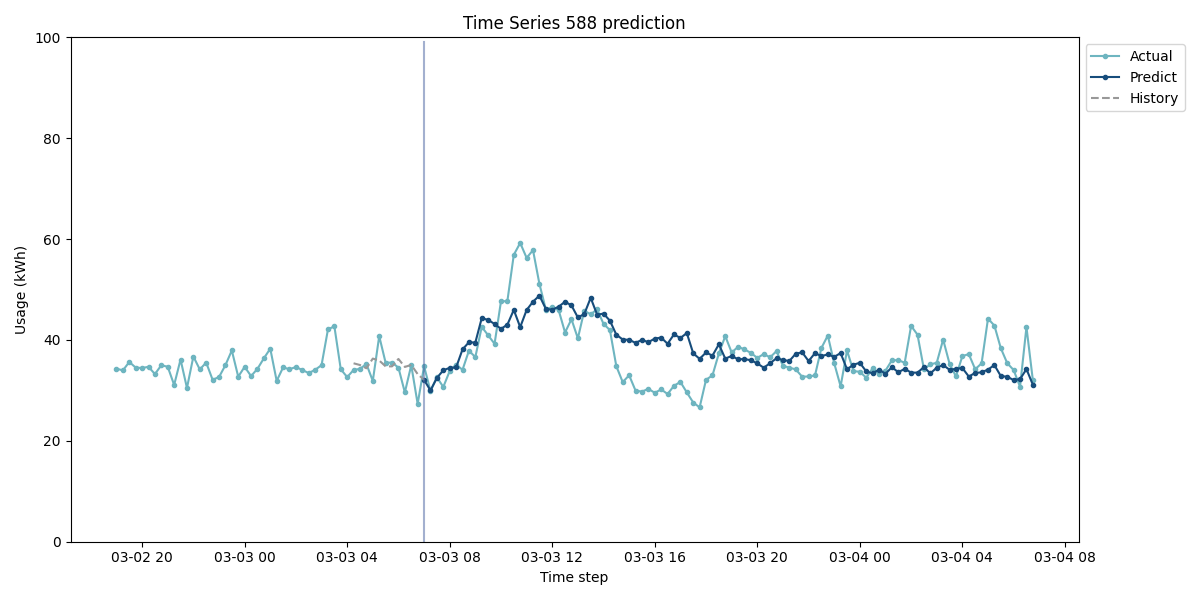 Time Series 588 prediction
100
80
60
40
20
0
Usage (kWh)
03-02 20
03-03 00
03-03 04
03-03 08
03-03 12
03-03 16
03-03 20
03-04 00
03-04 04
03-04 08
Time step
Actual
Predict
History